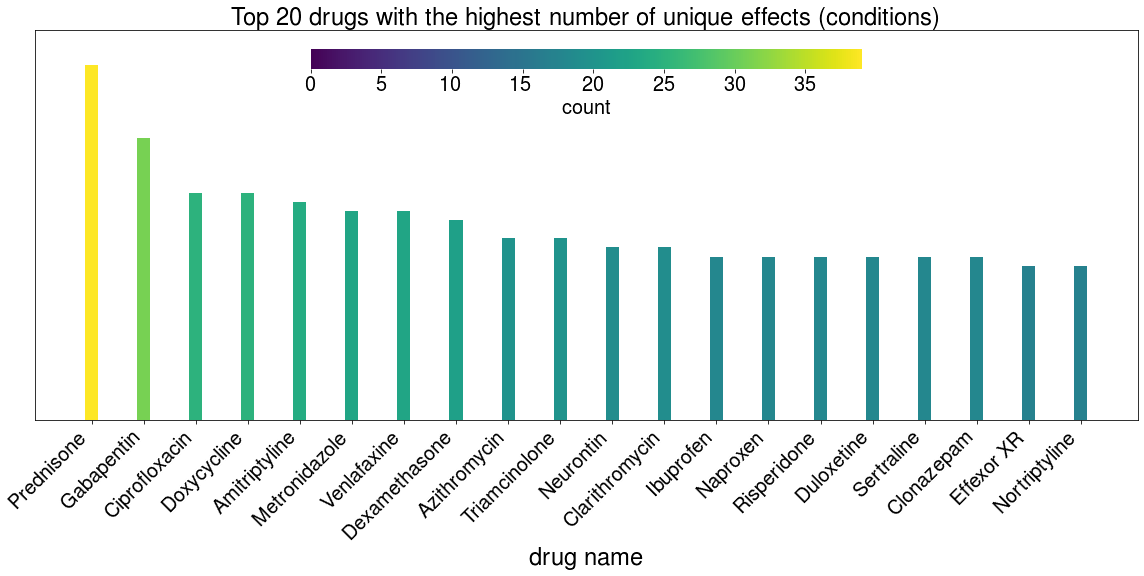 Top 20 drugs with the highest number of unique effects (conditions)
0 5 10 15 20 25 30 35
count
Prednisone
Gabapentin
Ciprofloxacin
Doxycycline
Amitriptyline
Metronidazole
Venlafaxine
Dexamethasone
Azithromycin
Triamcinolone
Neurontin
Clarithromycin
Ibuprofen
Naproxen
Risperidone
Duloxetine
Sertraline
Clonazepam
Effexor XR
Nortriptyline
drug name